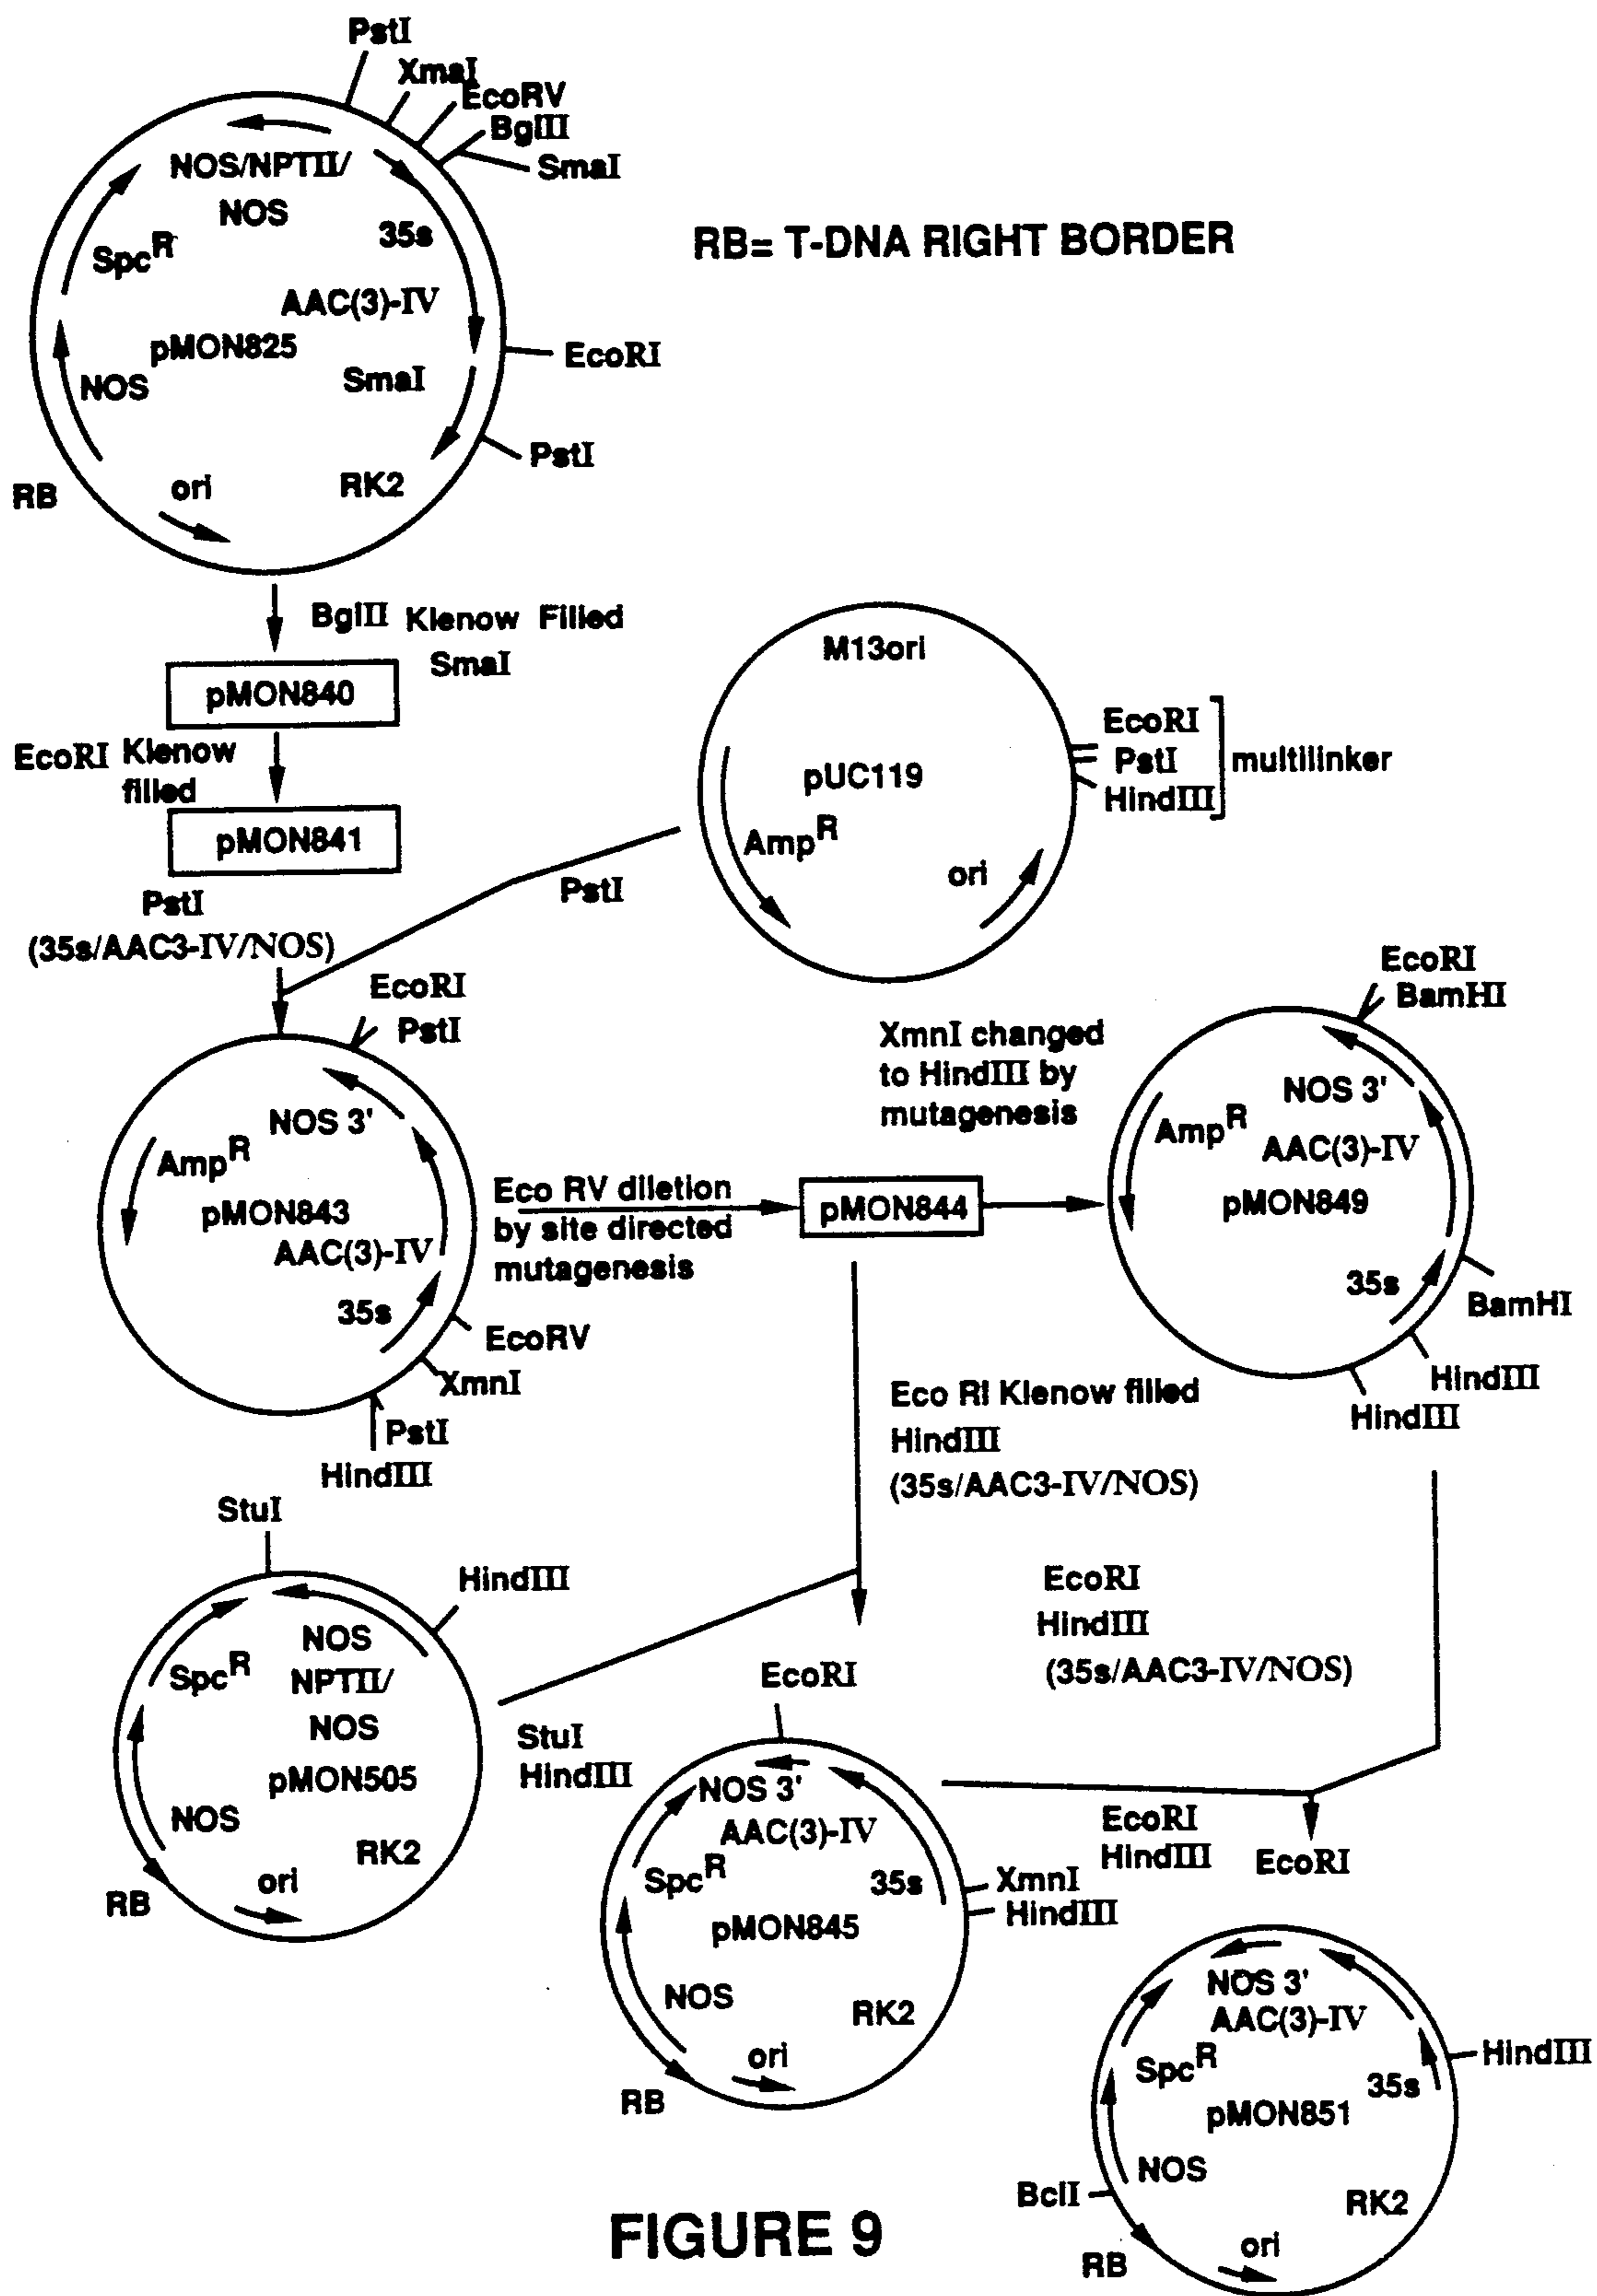 PstI
XmaI
EcoRV
BglII
SmaI
NOS/NPTII/
NOS
35s
SpcR
AAC(3)-IV
pMON825
NOS
SmaI
EcoRI
PstI
RB
ori
RK2
RB= T-DNA RIGHT BORDER
BglII Klenow Filled
SmaI
pMON840
EcoRI Klenow
filled
pMON841
PstI
(35s/AAC3-IV/NOS)
PstI
M13ori
pUC119
AmpR
ori
EcoRI
PstI
HindIII
multilinker
EcoRI
PstI
NOS 3'
AmpR
pMON843
AAC(3)-IV
35s
EcoRV
XmnI
PstI
HindIII
Eco RV diletion
by site directed
mutagenesis
pMON844
XmnI changed
to HindIII by
mutagenesis
EcoRI
BamHI
NOS 3'
AmpR
AAC(3)-IV
pMON849
35s
BamHI
HindIII
HindIII
Eco RI Klenow filled
HindIII
(35s/AAC3-IV/NOS)
StuI
HindIII
NOS
NPTII/
NOS
SpcR
pMON505
NOS
RK2
ori
RB
StuI
HindIII
EcoRI
HindIII
(35s/AAC3-IV/NOS)
EcoRI
NOS 3'
AAC(3)-IV
SpcR
35s
pMON845
XmnI
HindIII
NOS
RK2
ori
RB
EcoRI
HindIII
EcoRI
NOS 3'
AAC(3)-IV
SpcR
35s
pMON851
HindIII
NOS
BclI
RK2
ori
RB
FIGURE 9